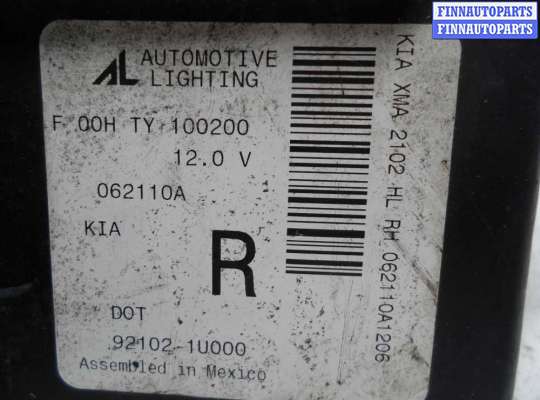 FINNAUTOPARTS
FINNAUTOPARTS
AL AUTOMOTIVE
LIGHTING
F 00H TY 100200
12.0 V
062110A
KIA
R
DOT
92102-1U000
Assembled in Mexico
KIA XMA 2102 HL RH 062110A1206